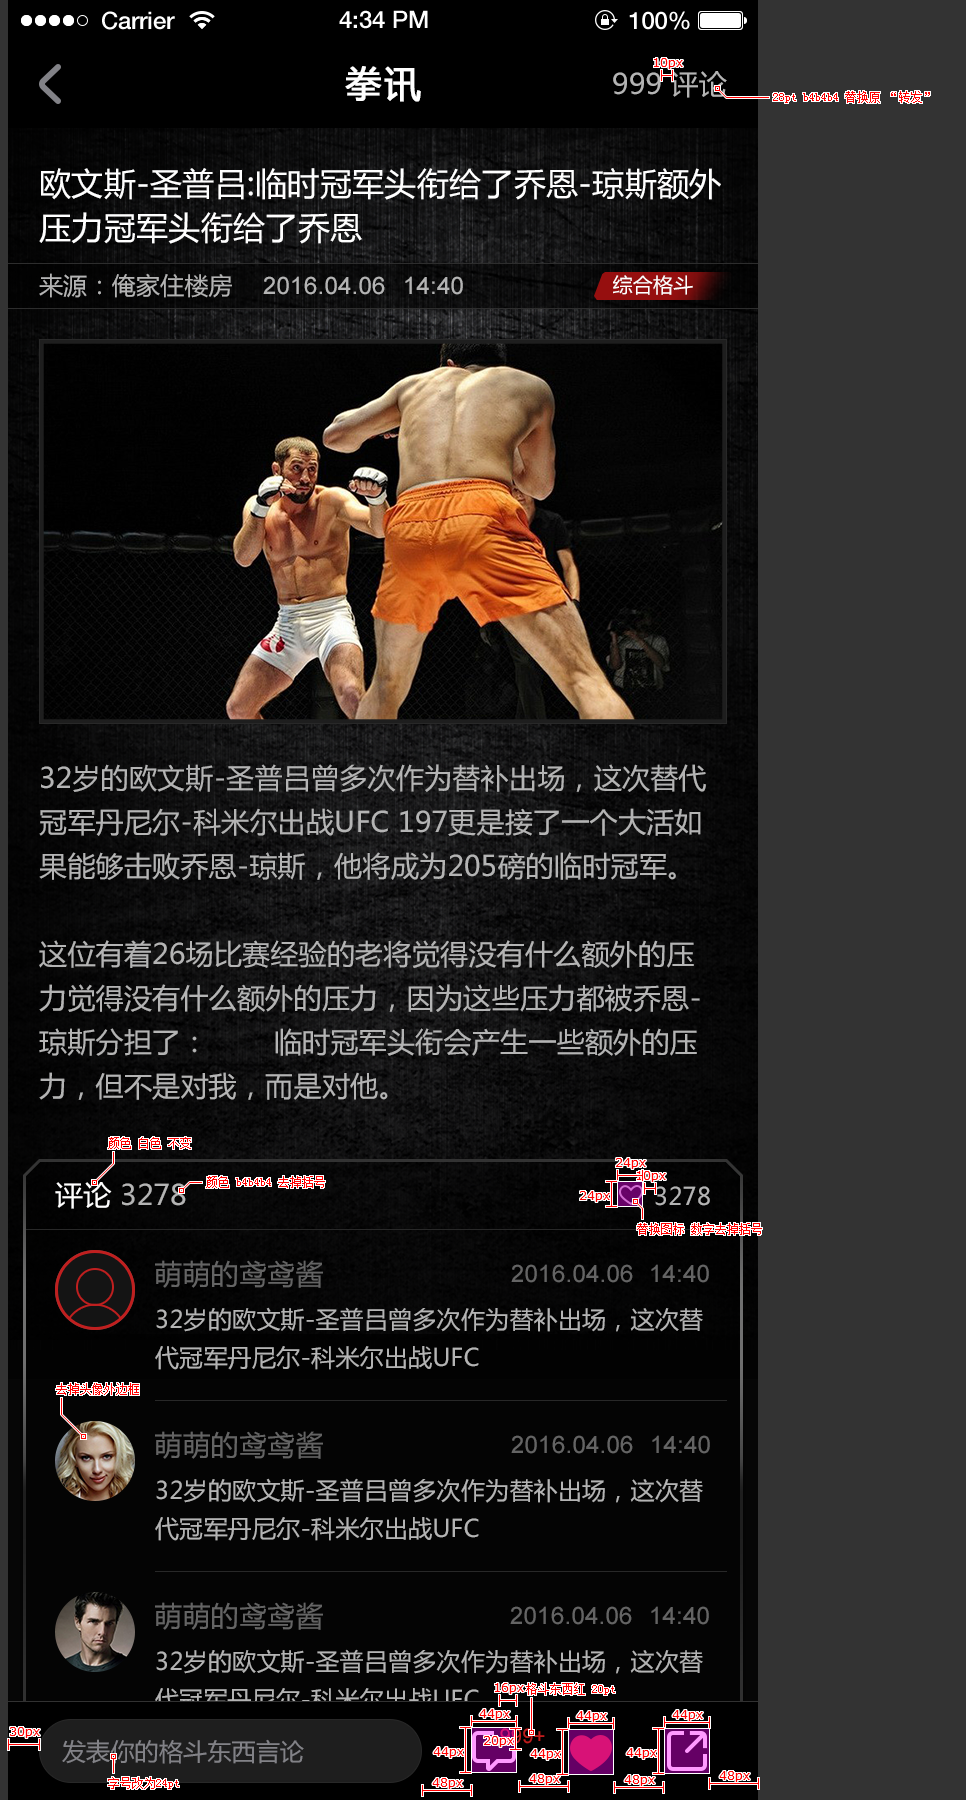 Carrier 4:34 PM 100%
拳讯 999 评论
10px
28pt b4b4b4 替换原 “转发”
欧文斯-圣普吕:临时冠军头衔给了乔恩-琼斯额外
压力冠军头衔给了乔恩
来源：俺家住楼房 2016.04.06 14:40 综合格斗
32岁的欧文斯-圣普吕曾多次作为替补出场，这次替代
冠军丹尼尔-科米尔出战UFC 197更是接了一个大活如
果能够击败乔恩-琼斯，他将成为205磅的临时冠军。
这位有着26场比赛经验的老将觉得没有什么额外的压
力觉得没有什么额外的压力，因为这些压力都被乔恩-
琼斯分担了： 临时冠军头衔会产生一些额外的压
力，但不是对我，而是对他。
颜色 白色 不变
评论 3278
颜色 b4b4b4 去掉括号
24px
10px
24px
3278
替换图标 数字去掉括号
萌萌的鸢鸢酱 2016.04.06 14:40
32岁的欧文斯-圣普吕曾多次作为替补出场，这次替
代冠军丹尼尔-科米尔出战UFC
去掉头像外边框
萌萌的鸢鸢酱 2016.04.06 14:40
32岁的欧文斯-圣普吕曾多次作为替补出场，这次替
代冠军丹尼尔-科米尔出战UFC
萌萌的鸢鸢酱 2016.04.06 14:40
32岁的欧文斯-圣普吕曾多次作为替补出场，这次替
代冠军丹尼尔-科米尔出战UFC
16px 格斗东西红 20pt
44px 44px 44px
30px
发表你的格斗东西言论
999+
20px
44px 44px 44px
字号改为24pt
48px 48px 48px 48px